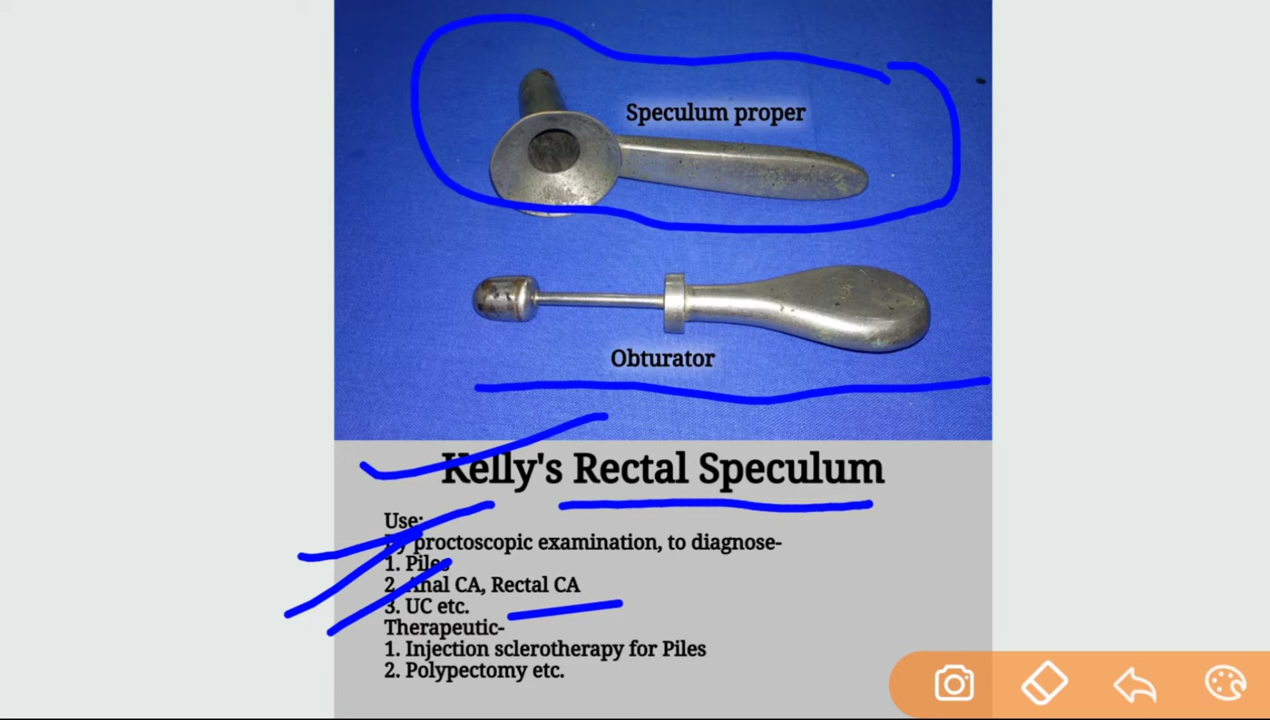 Speculum proper
Obturator
Kelly's Rectal Speculum
Use:
By proctoscopic examination, to diagnose-
1. Piles
2. Anal CA, Rectal CA
3. UC etc.
Therapeutic-
1. Injection sclerotherapy for Piles
2. Polypectomy etc.